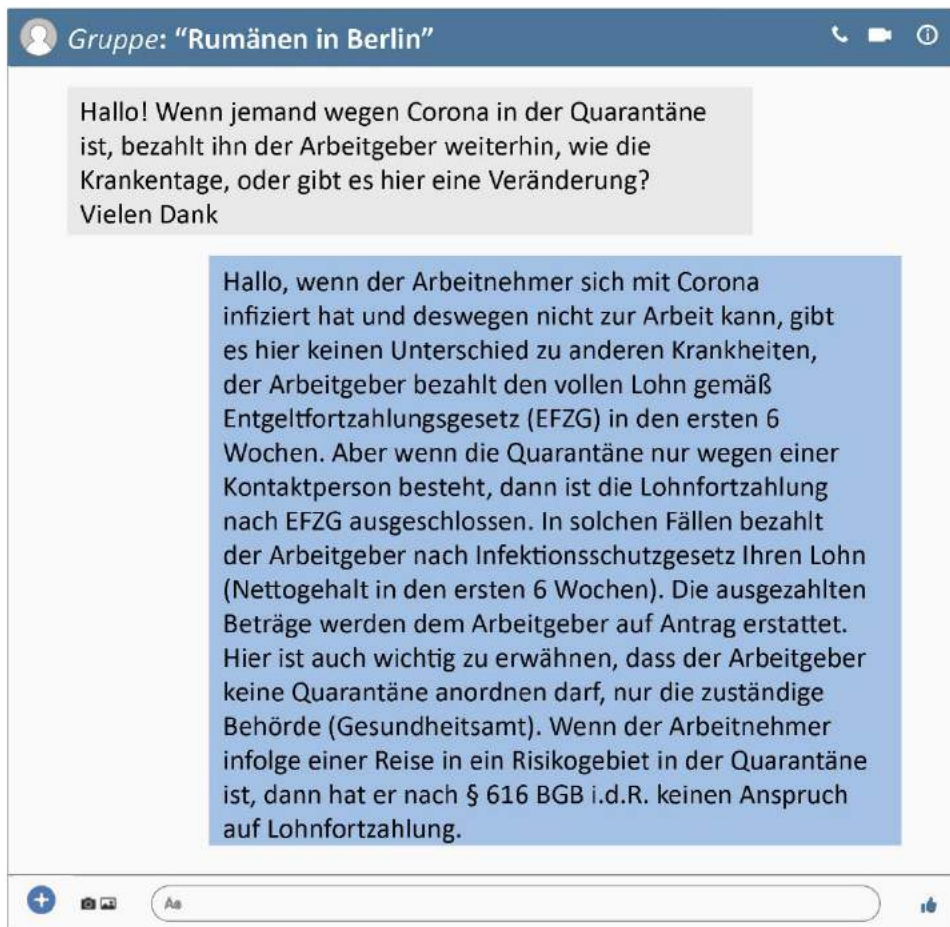 Gruppe: “Rumänen in Berlin”
Hallo! Wenn jemand wegen Corona in der Quarantäne
ist, bezahlt ihn der Arbeitgeber weiterhin, wie die
Krankentage, oder gibt es hier eine Veränderung?
Vielen Dank
Hallo, wenn der Arbeitnehmer sich mit Corona
infiziert hat und deswegen nicht zur Arbeit kann, gibt
es hier keinen Unterschied zu anderen Krankheiten,
der Arbeitgeber bezahlt den vollen Lohn gemäß
Entgeltfortzahlungsgesetz (EFZG) in den ersten 6
Wochen. Aber wenn die Quarantäne nur wegen einer
Kontaktperson besteht, dann ist die Lohnfortzahlung
nach EFZG ausgeschlossen. In solchen Fällen bezahlt
der Arbeitgeber nach Infektionsschutzgesetz Ihren Lohn
(Nettogehalt in den ersten 6 Wochen). Die ausgezahlten
Beträge werden dem Arbeitgeber auf Antrag erstattet.
Hier ist auch wichtig zu erwähnen, dass der Arbeitgeber
keine Quarantäne anordnen darf, nur die zuständige
Behörde (Gesundheitsamt). Wenn der Arbeitnehmer
infolge einer Reise in ein Risikogebiet in der Quarantäne
ist, dann hat er nach § 616 BGB i.d.R. keinen Anspruch
auf Lohnfortzahlung.
Aa